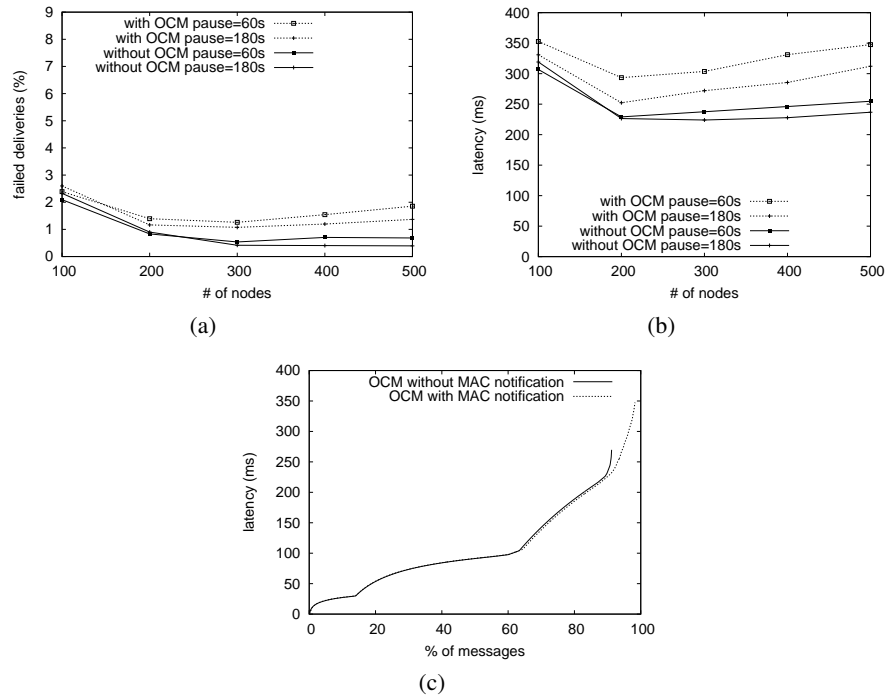 failed deliveries (%)
9
8
7
6
5
4
3
2
1
0
with OCM pause=60s
with OCM pause=180s
without OCM pause=60s
without OCM pause=180s
100 200 300 400 500
# of nodes
(a)
latency (ms)
400
350
300
250
200
150
100
50
0
with OCM pause=60s
with OCM pause=180s
without OCM pause=60s
without OCM pause=180s
100 200 300 400 500
# of nodes
(b)
latency (ms)
400
350
300
250
200
150
100
50
0
OCM without MAC notification
OCM with MAC notification
0 20 40 60 80 100
% of messages
(c)